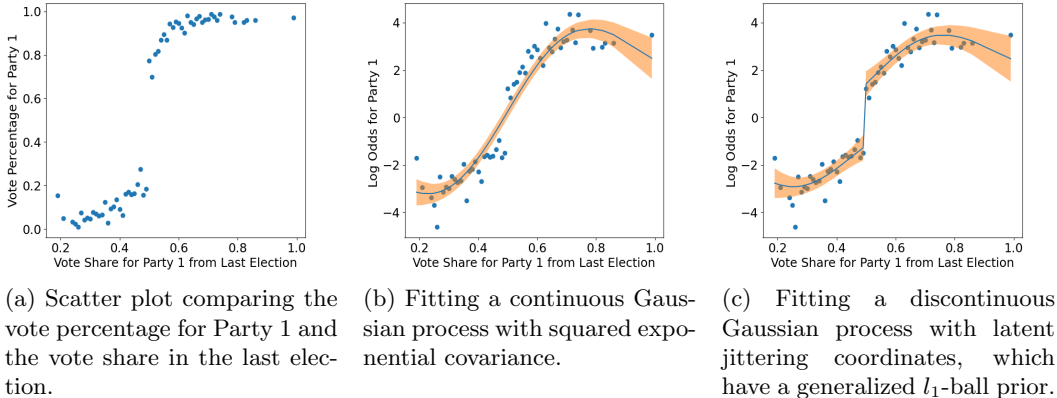 1.0
0.8
0.6
0.4
0.2
0.0
Vote Percentage for Party 1
0.2 0.4 0.6 0.8 1.0
Vote Share for Party 1 from Last Election
4
2
0
−2
−4
Log Odds for Party 1
0.2 0.4 0.6 0.8 1.0
Vote Share for Party 1 from Last Election
4
2
0
−2
−4
Log Odds for Party 1
0.2 0.4 0.6 0.8 1.0
Vote Share for Party 1 from Last Election
(a) Scatter plot comparing the
vote percentage for Party 1 and
the vote share in the last elec-
tion.
(b) Fitting a continuous Gaus-
sian process with squared expo-
nential covariance.
(c) Fitting a discontinuous
Gaussian process with latent
jittering coordinates, which
have a generalized l₁-ball prior.